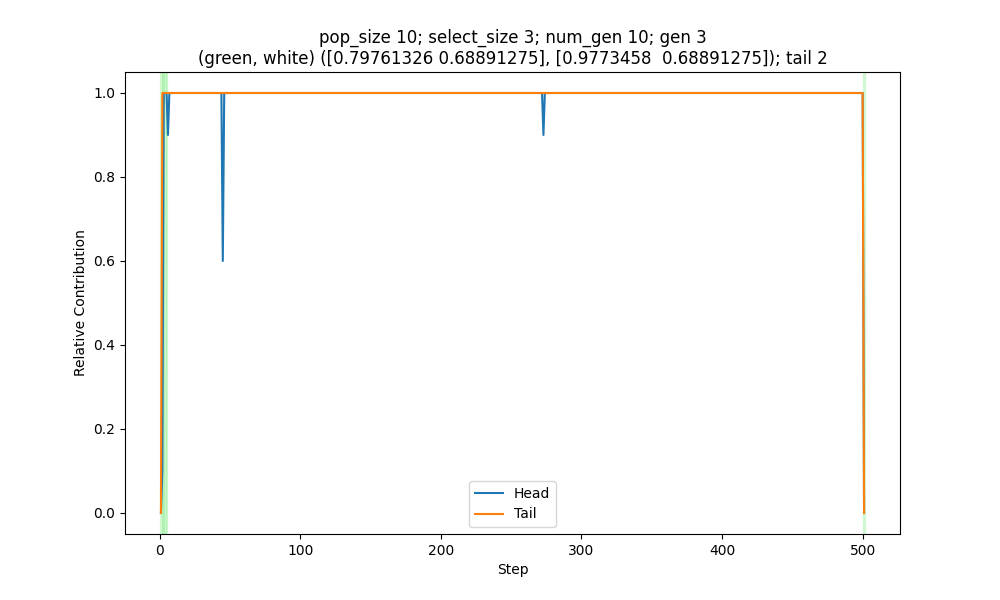 pop_size 10; select_size 3; num_gen 10; gen 3
(green, white) ([0.79761326 0.68891275], [0.9773458  0.68891275]); tail 2
1.0
0.8
0.6
0.4
0.2
0.0
Relative Contribution
Head
Tail
0
100
200
300
400
500
Step